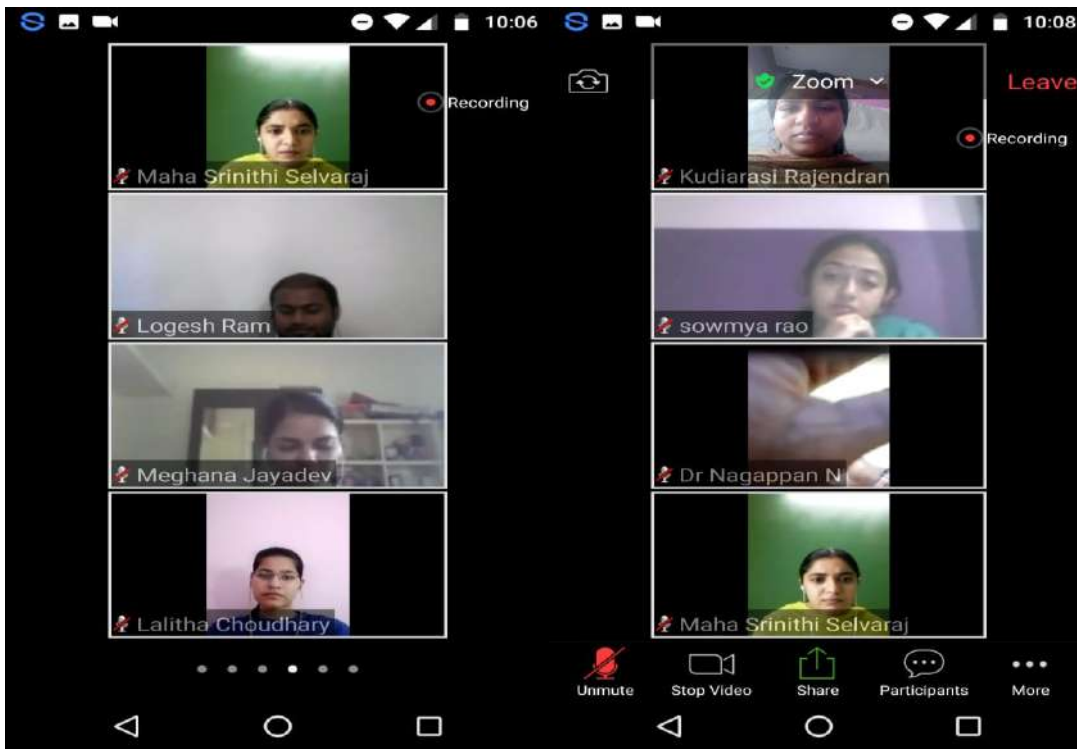 10:06
Recording
Maha Srinithi Selvaraj
Logesh Ram
Meghana Jayadev
Lalitha Choudhary
10:08
Zoom
Leave
Recording
Kudiarasi Rajendran
sowmya rao
Dr Nagappan N
Maha Srinithi Selvaraj
Unmute Stop Video Share Participants More